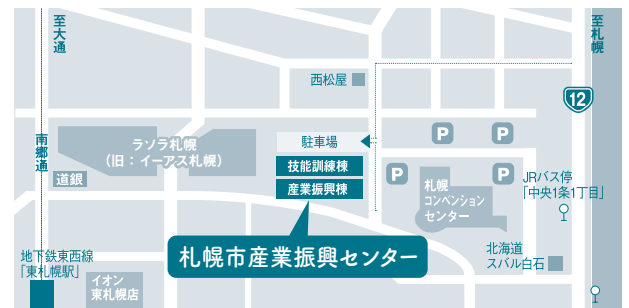 至大通
至札幌
西松屋
12
南郷通
ラソラ札幌
(旧:イーアス札幌)
道銀
駐車場
技能訓練棟
産業振興棟
P
P
P
P
札幌
コンベンション
センター
JRバス停
「中央1条1丁目」
札幌市産業振興センター
北海道
スバル白石
地下鉄東西線
「東札幌駅」
イオン
東札幌店